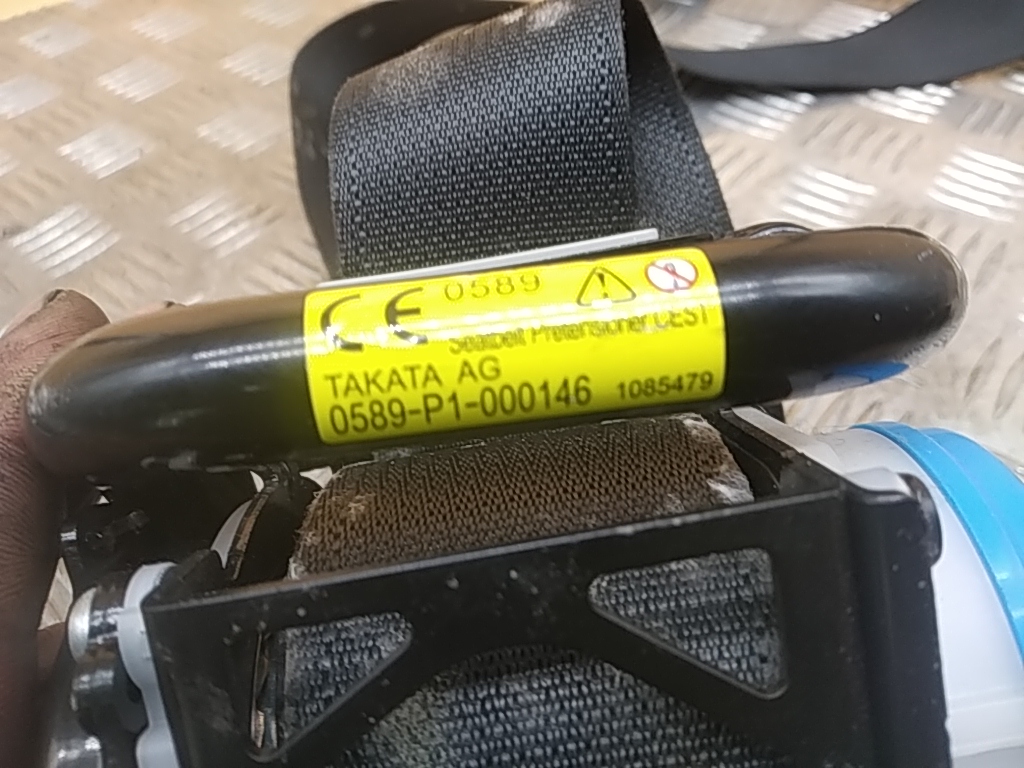 CE 0589
Seatbelt Pretensioner CEST
TAKATA AG
0589-P1-000146 1085479